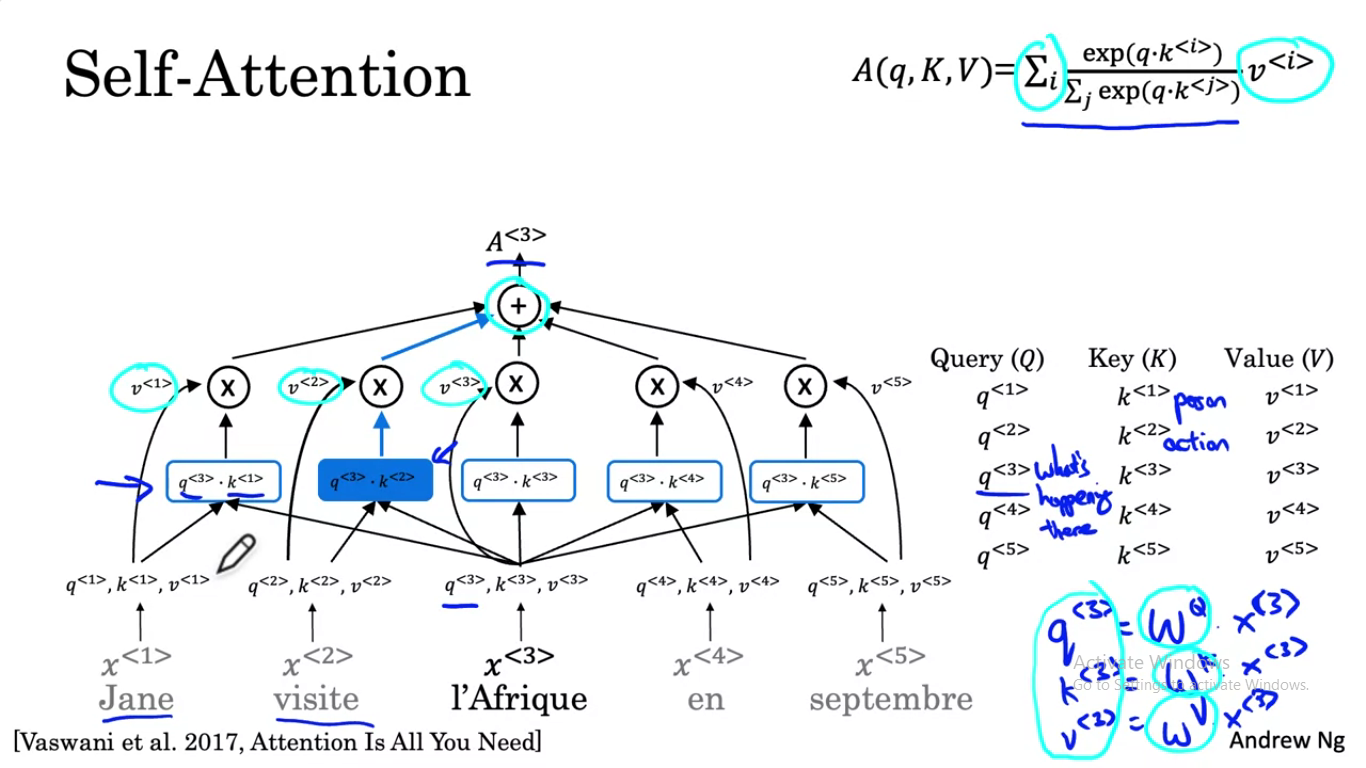 Self-Attention
A(q, K, V)=Σᵢ exp(q·k<i>) / Σⱼ exp(q·k<j>) v<i>
A<3>
+
v<1> X v<2> X v<3> X X v<4> X v<5>
q<3>·k<1> q<3>·k<2> q<3>·k<3> q<3>·k<4> q<3>·k<5>
q<1>, k<1>, v<1> q<2>, k<2>, v<2> q<3>, k<3>, v<3> q<4>, k<4>, v<4> q<5>, k<5>, v<5>
x<1> x<2> x<3> x<4> x<5>
Jane visite l’Afrique en septembre
[Vaswani et al. 2017, Attention Is All You Need]
Query (Q) Key (K) Value (V)
q<1> k<1> person v<1>
q<2> k<2> action v<2>
q<3> what's k<3> v<3>
happening
q<4> there k<4> v<4>
q<5> k<5> v<5>
q<3> = W^Q · x<3>
k<3> = W^K · x<3>
v<3> = W^V · x<3>
Activate Windows
Go to Settings to activate Windows.
Andrew Ng